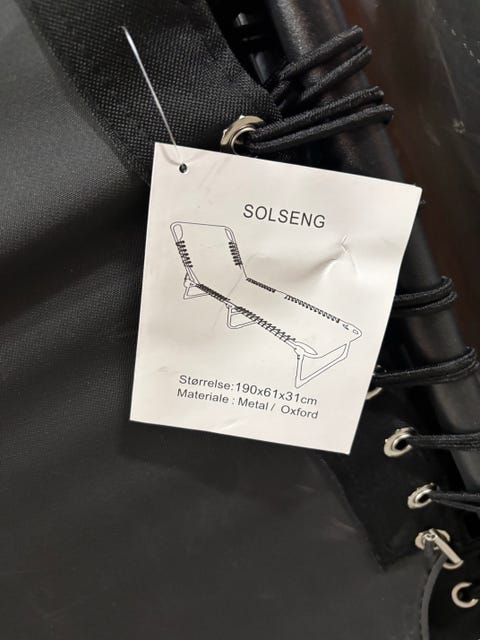 SOLSENG
Størrelse:190x61x31cm
Materiale : Metal / Oxford